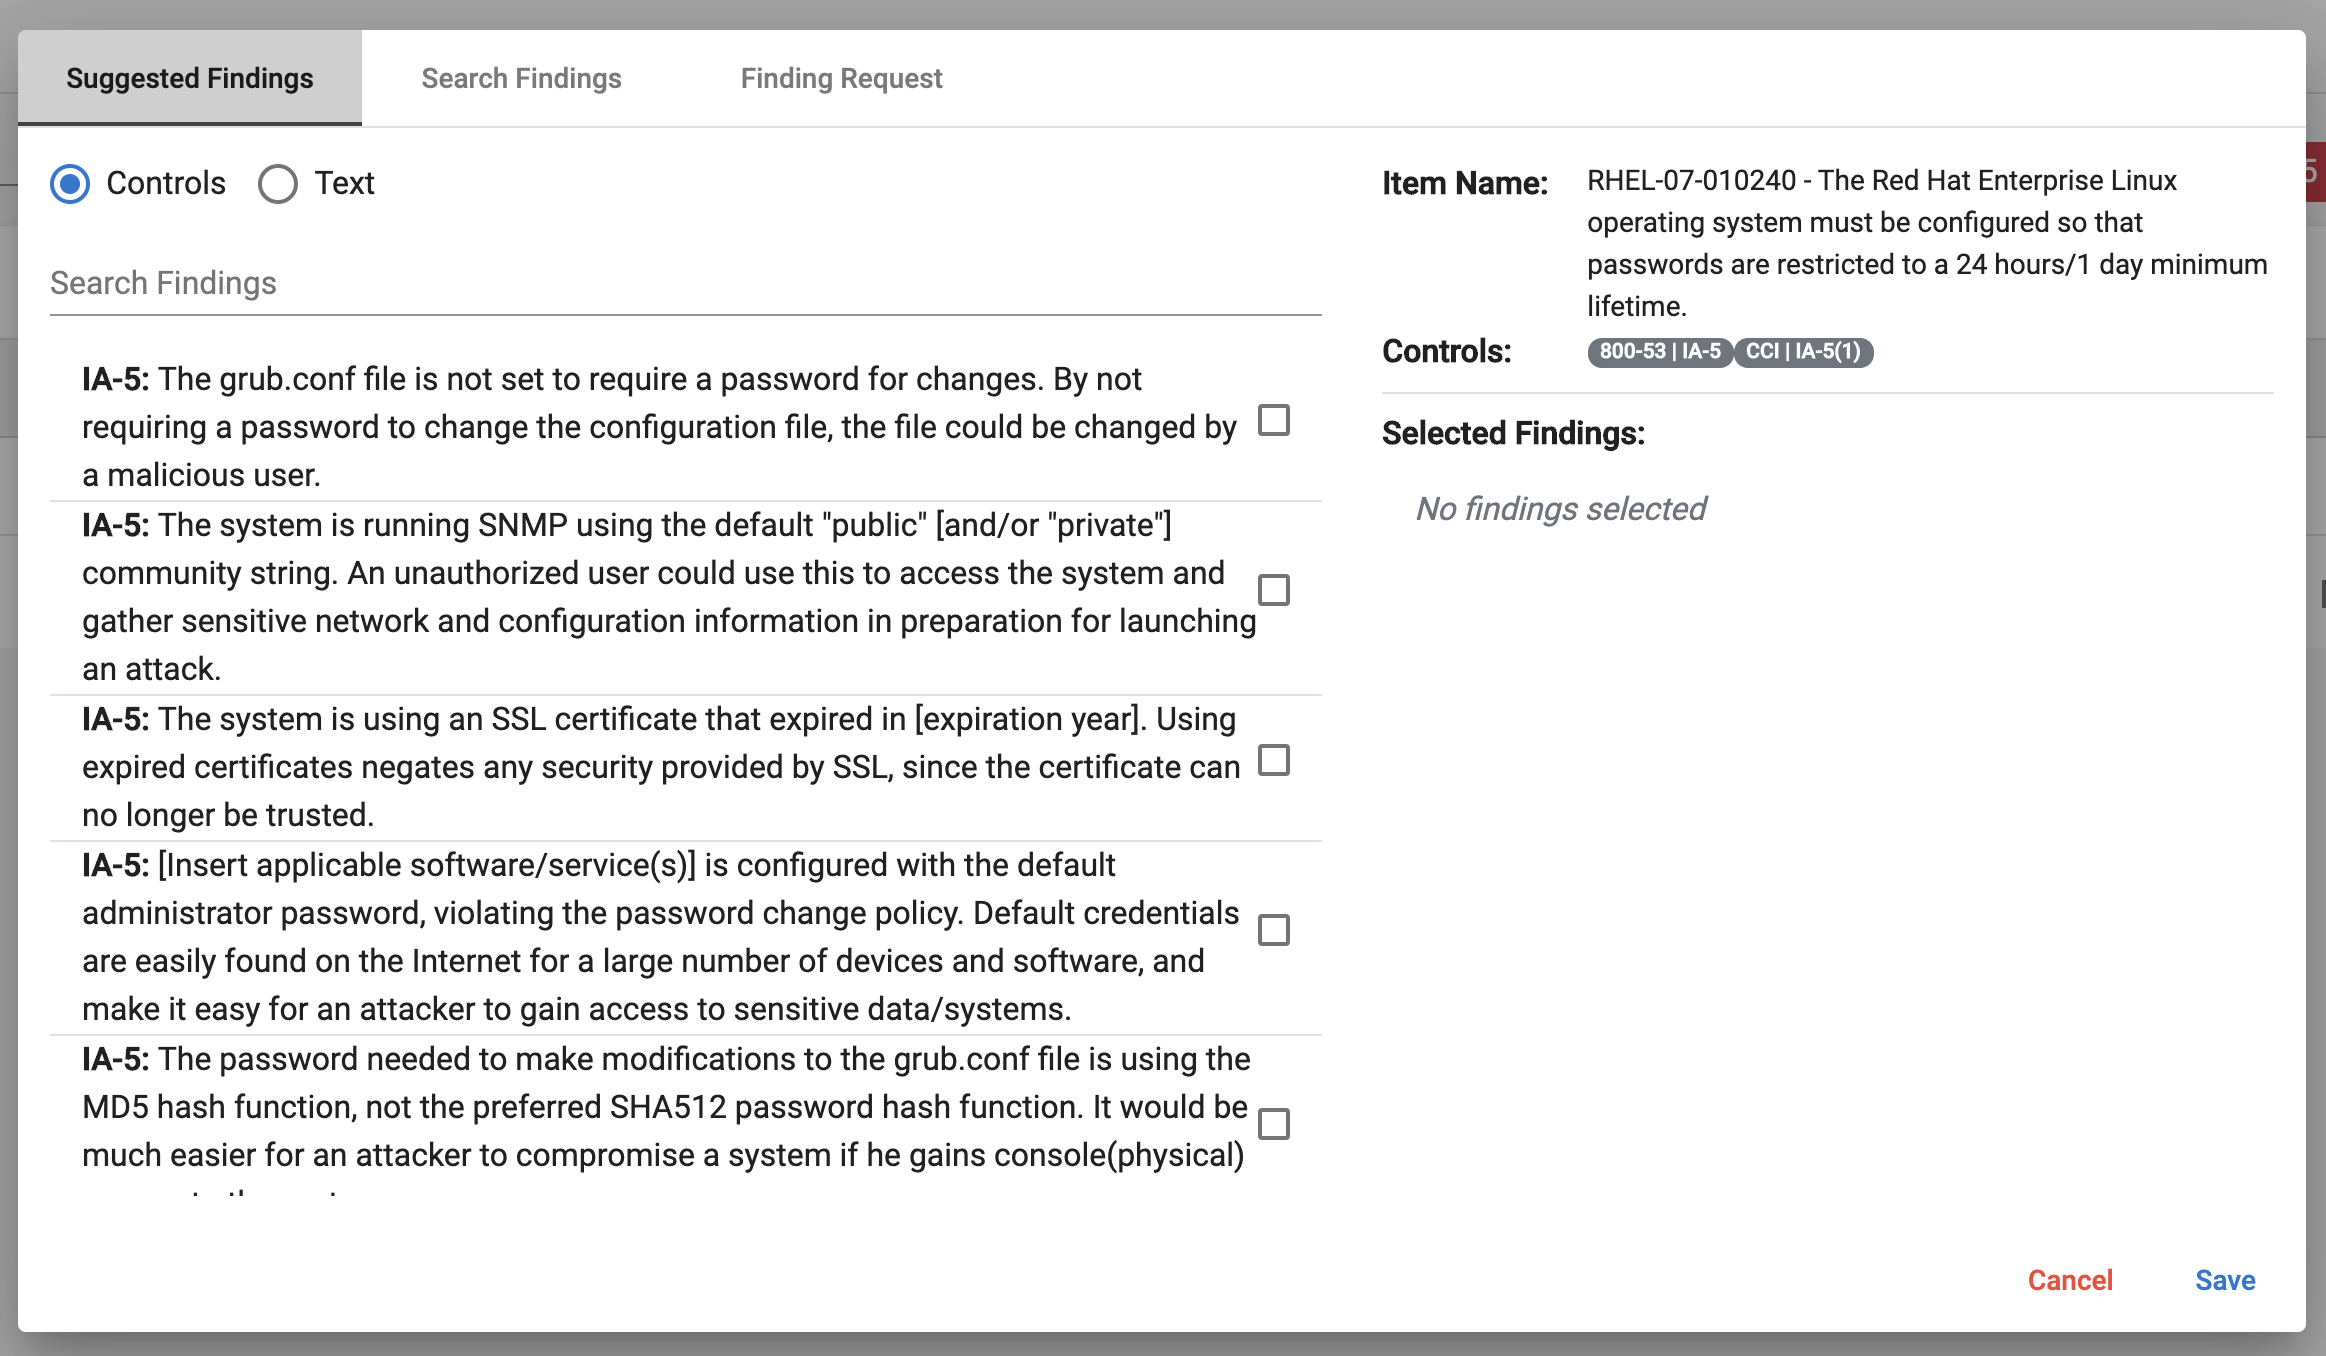 Suggested Findings
Search Findings
Finding Request
Controls
Text
Search Findings
IA-5: The grub.conf file is not set to require a password for changes. By not
requiring a password to change the configuration file, the file could be changed by
a malicious user.
IA-5: The system is running SNMP using the default "public" [and/or "private"]
community string. An unauthorized user could use this to access the system and
gather sensitive network and configuration information in preparation for launching
an attack.
IA-5: The system is using an SSL certificate that expired in [expiration year]. Using
expired certificates negates any security provided by SSL, since the certificate can
no longer be trusted.
IA-5: [Insert applicable software/service(s)] is configured with the default
administrator password, violating the password change policy. Default credentials
are easily found on the Internet for a large number of devices and software, and
make it easy for an attacker to gain access to sensitive data/systems.
IA-5: The password needed to make modifications to the grub.conf file is using the
MD5 hash function, not the preferred SHA512 password hash function. It would be
much easier for an attacker to compromise a system if he gains console(physical)
Item Name:
RHEL-07-010240 - The Red Hat Enterprise Linux
operating system must be configured so that
passwords are restricted to a 24 hours/1 day minimum
lifetime.
Controls:
800-53 | IA-5
CCI | IA-5(1)
Selected Findings:
No findings selected
Cancel
Save
5